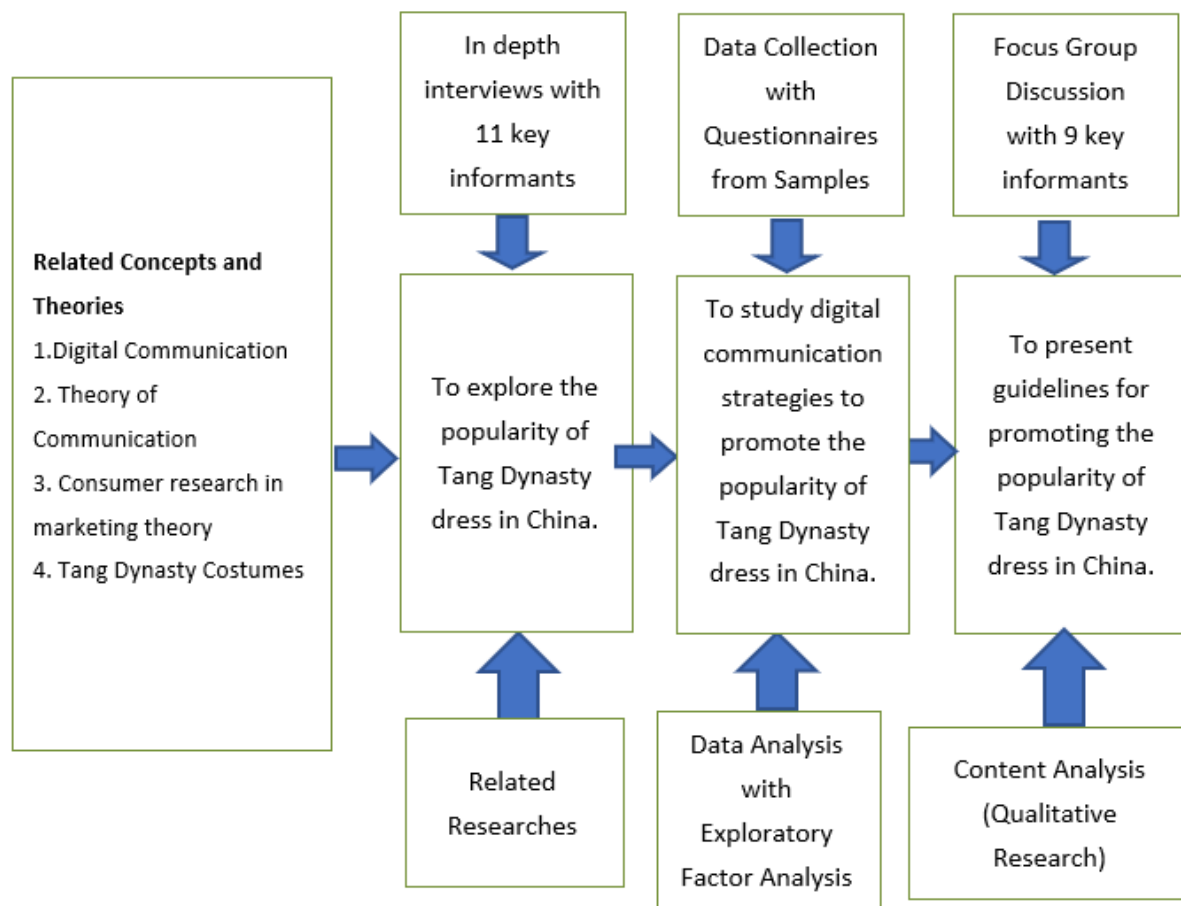 In depth
interviews with
11 key
informants
Data Collection
with
Questionnaires
from Samples
Focus Group
Discussion
with 9 key
informants
Related Concepts and
Theories
1.Digital Communication
2. Theory of
Communication
3. Consumer research in
marketing theory
4. Tang Dynasty Costumes
To explore the
popularity of
Tang Dynasty
dress in China.
To study digital
communication
strategies to
promote the
popularity of
Tang Dynasty
dress in China.
To present
guidelines for
promoting the
popularity of
Tang Dynasty
dress in China.
Related
Researches
Data Analysis
with
Exploratory
Factor Analysis
Content Analysis
(Qualitative
Research)